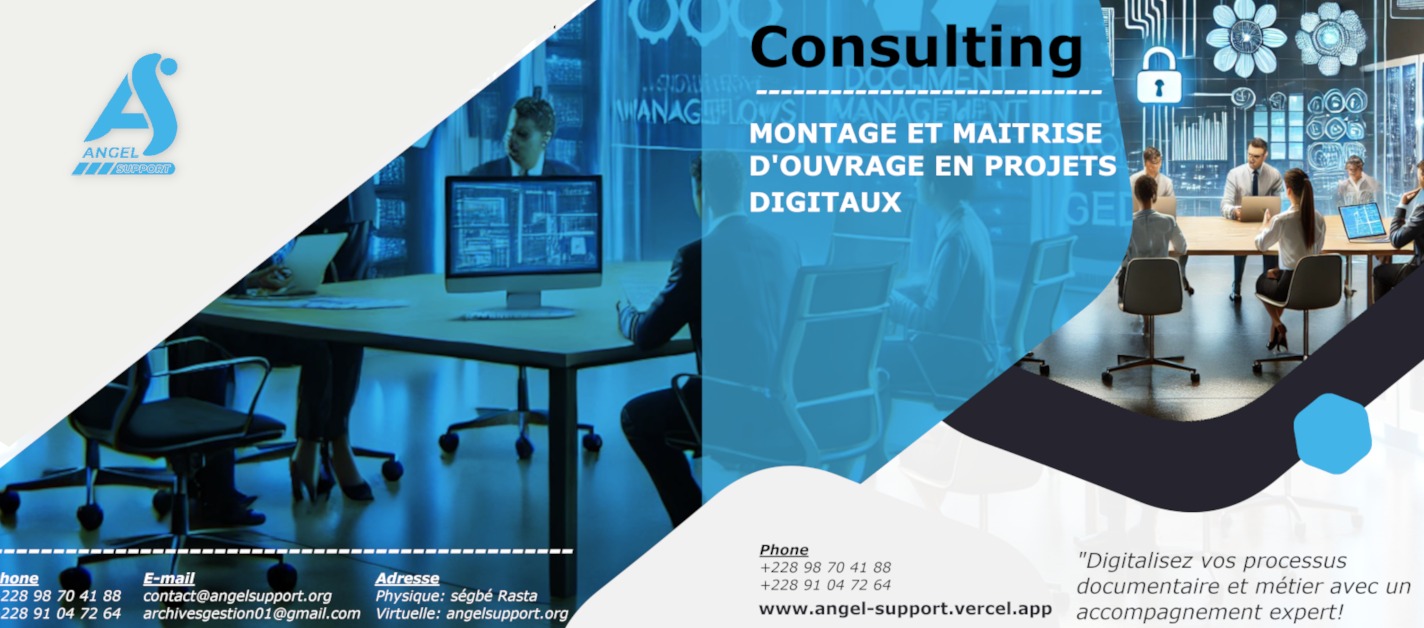 ANGEL
SUPPORT
Consulting
MONTAGE ET MAITRISE
D'OUVRAGE EN PROJETS
DIGITAUX
DOCUMENT
MANAGEMENT
hone
228 98 70 41 88
228 91 04 72 64
E-mail
contact@angelsupport.org
archivesgestion01@gmail.com
Adresse
Physique: ségbé Rasta
Virtuelle: angelsupport.org
Phone
+228 98 70 41 88
+228 91 04 72 64
www.angel-support.vercel.app
"Digitalisez vos processus
documentaire et métier avec un
accompagnement expert!